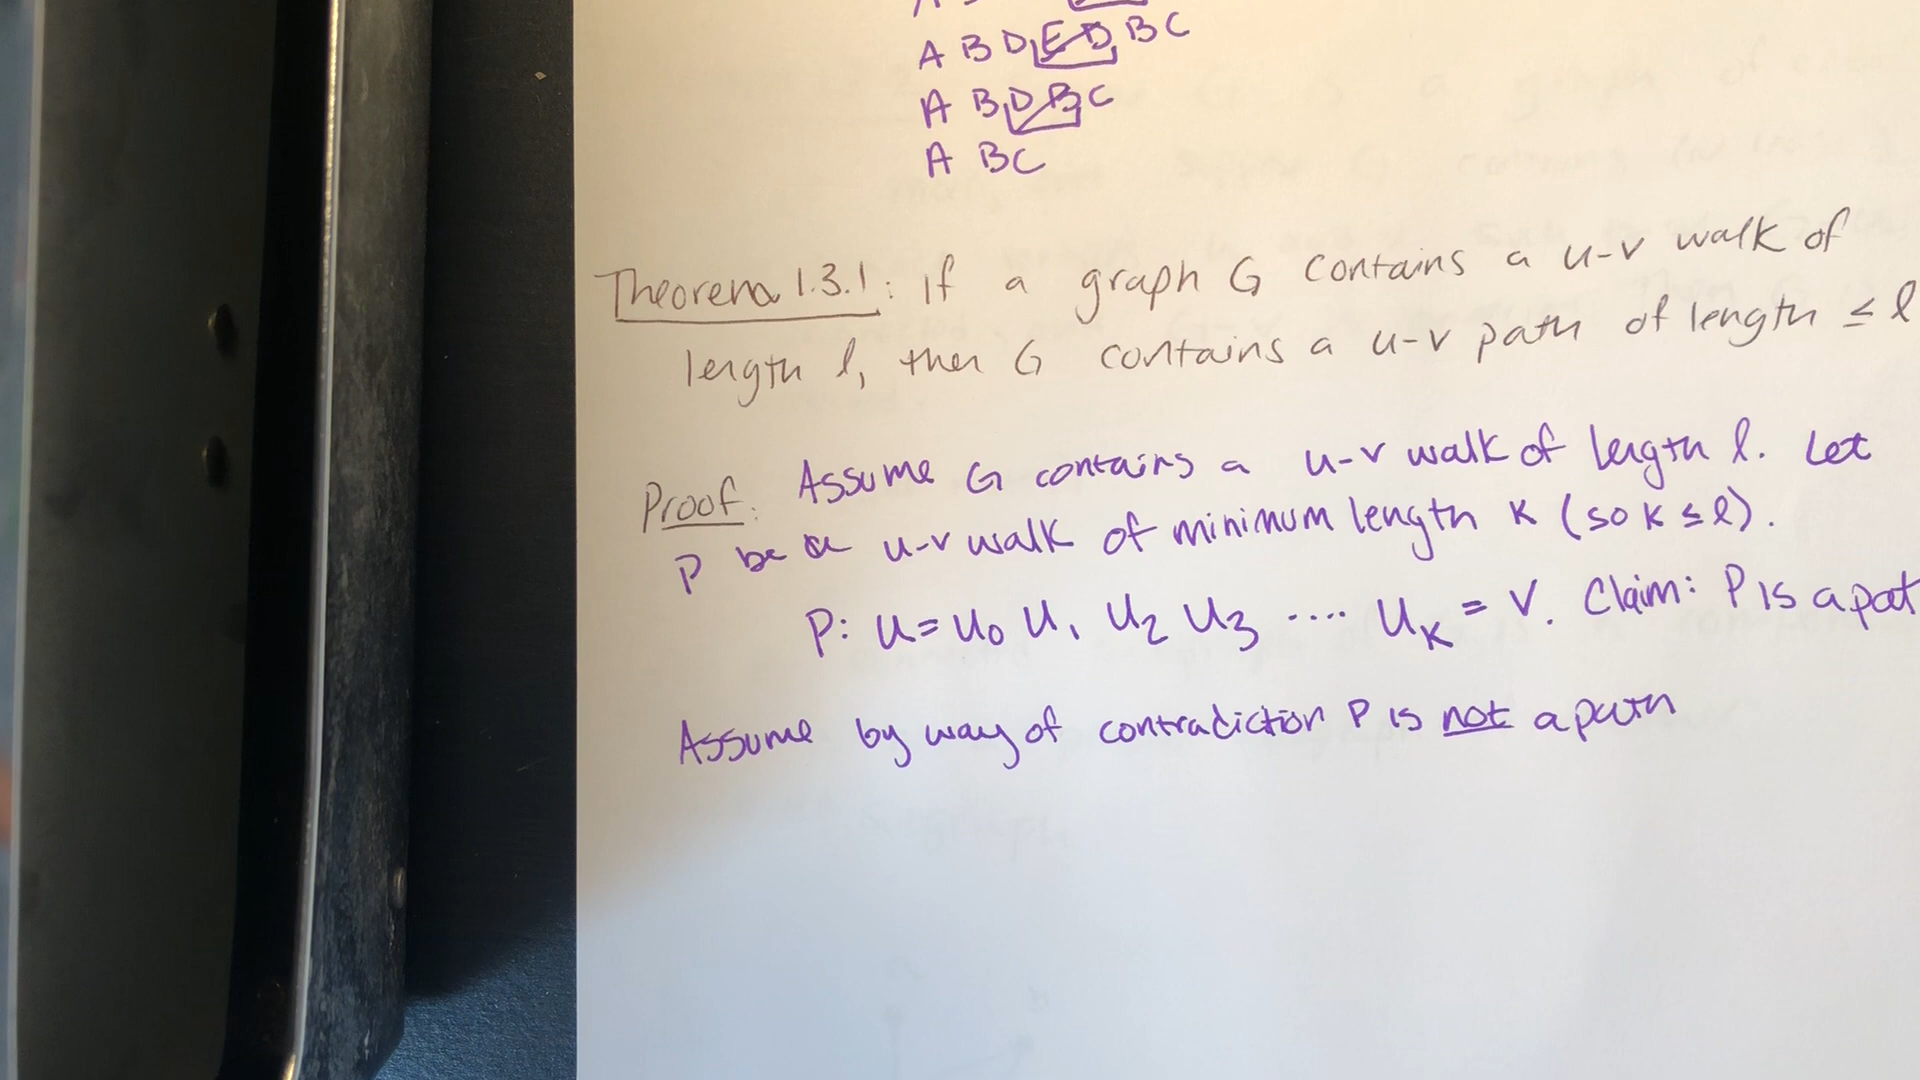 A B D E D B C
A B D B C
A B C
Theorem 1.3.1: If a graph G contains a u-v walk of
length l, then G contains a u-v path of length ≤ l
Proof: Assume G contains a u-v walk of length l. Let
P be a u-v walk of minimum length k (so k ≤ l).
P: u = u₀ u₁ u₂ u₃ .... uₖ = v. Claim: P is a pat
Assume by way of contradiction P is not a path